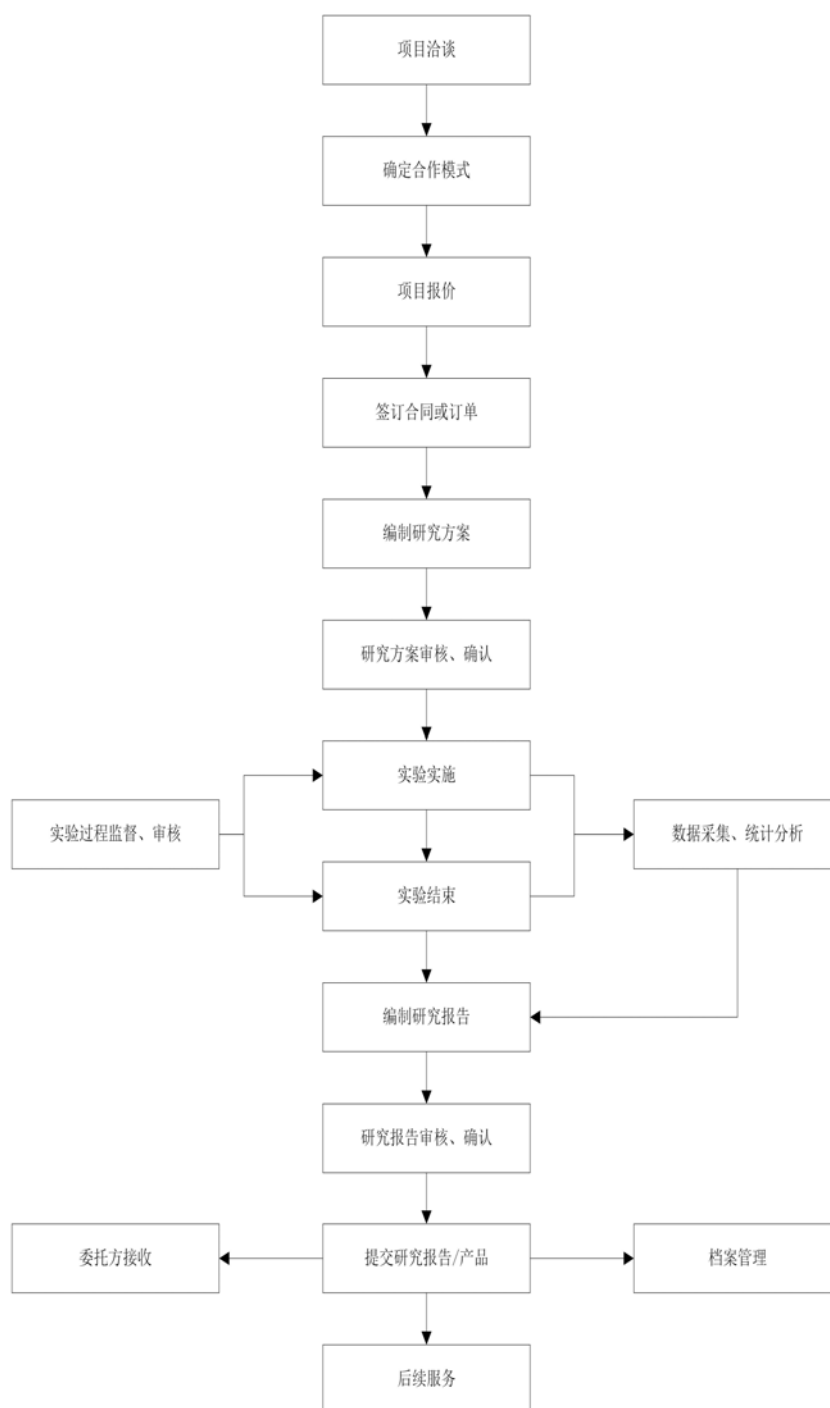 项目洽谈
确定合作模式
项目报价
签订合同或订单
编制研究方案
研究方案审核、确认
实验实施
实验过程监督、审核
数据采集、统计分析
实验结束
编制研究报告
研究报告审核、确认
委托方接收
提交研究报告/产品
档案管理
后续服务